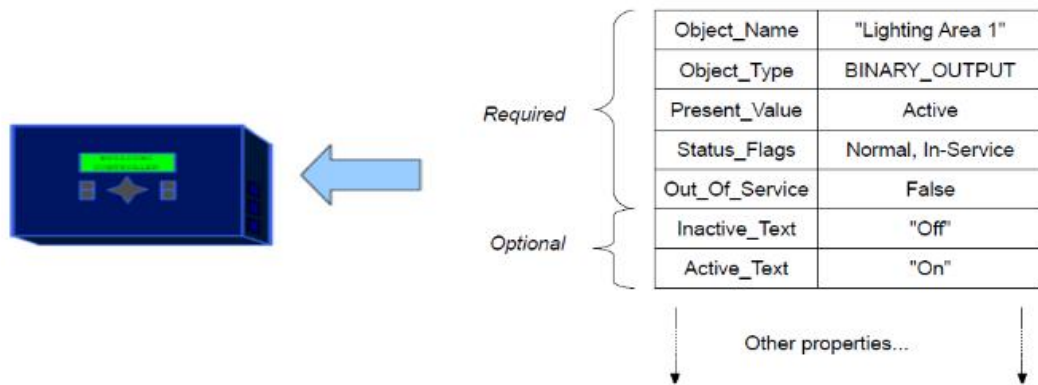 Required
Object_Name "Lighting Area 1"
Object_Type BINARY_OUTPUT
Present_Value Active
Status_Flags Normal, In-Service
Out_Of_Service False
Optional
Inactive_Text "Off"
Active_Text "On"
Other properties...